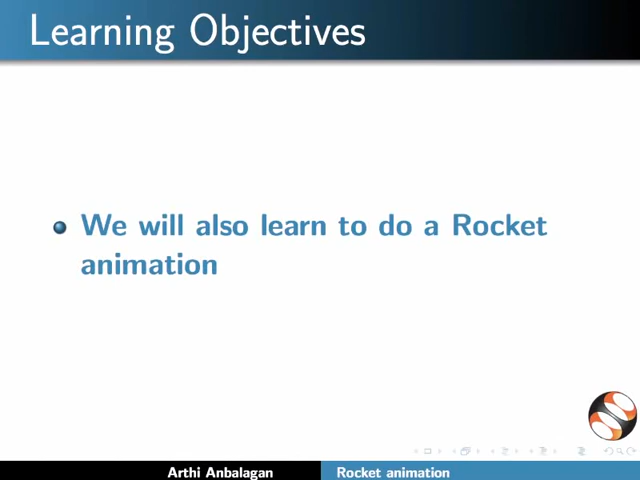 Learning Objectives
We will also learn to do a Rocket
animation
Arthi Anbalagan
Rocket animation